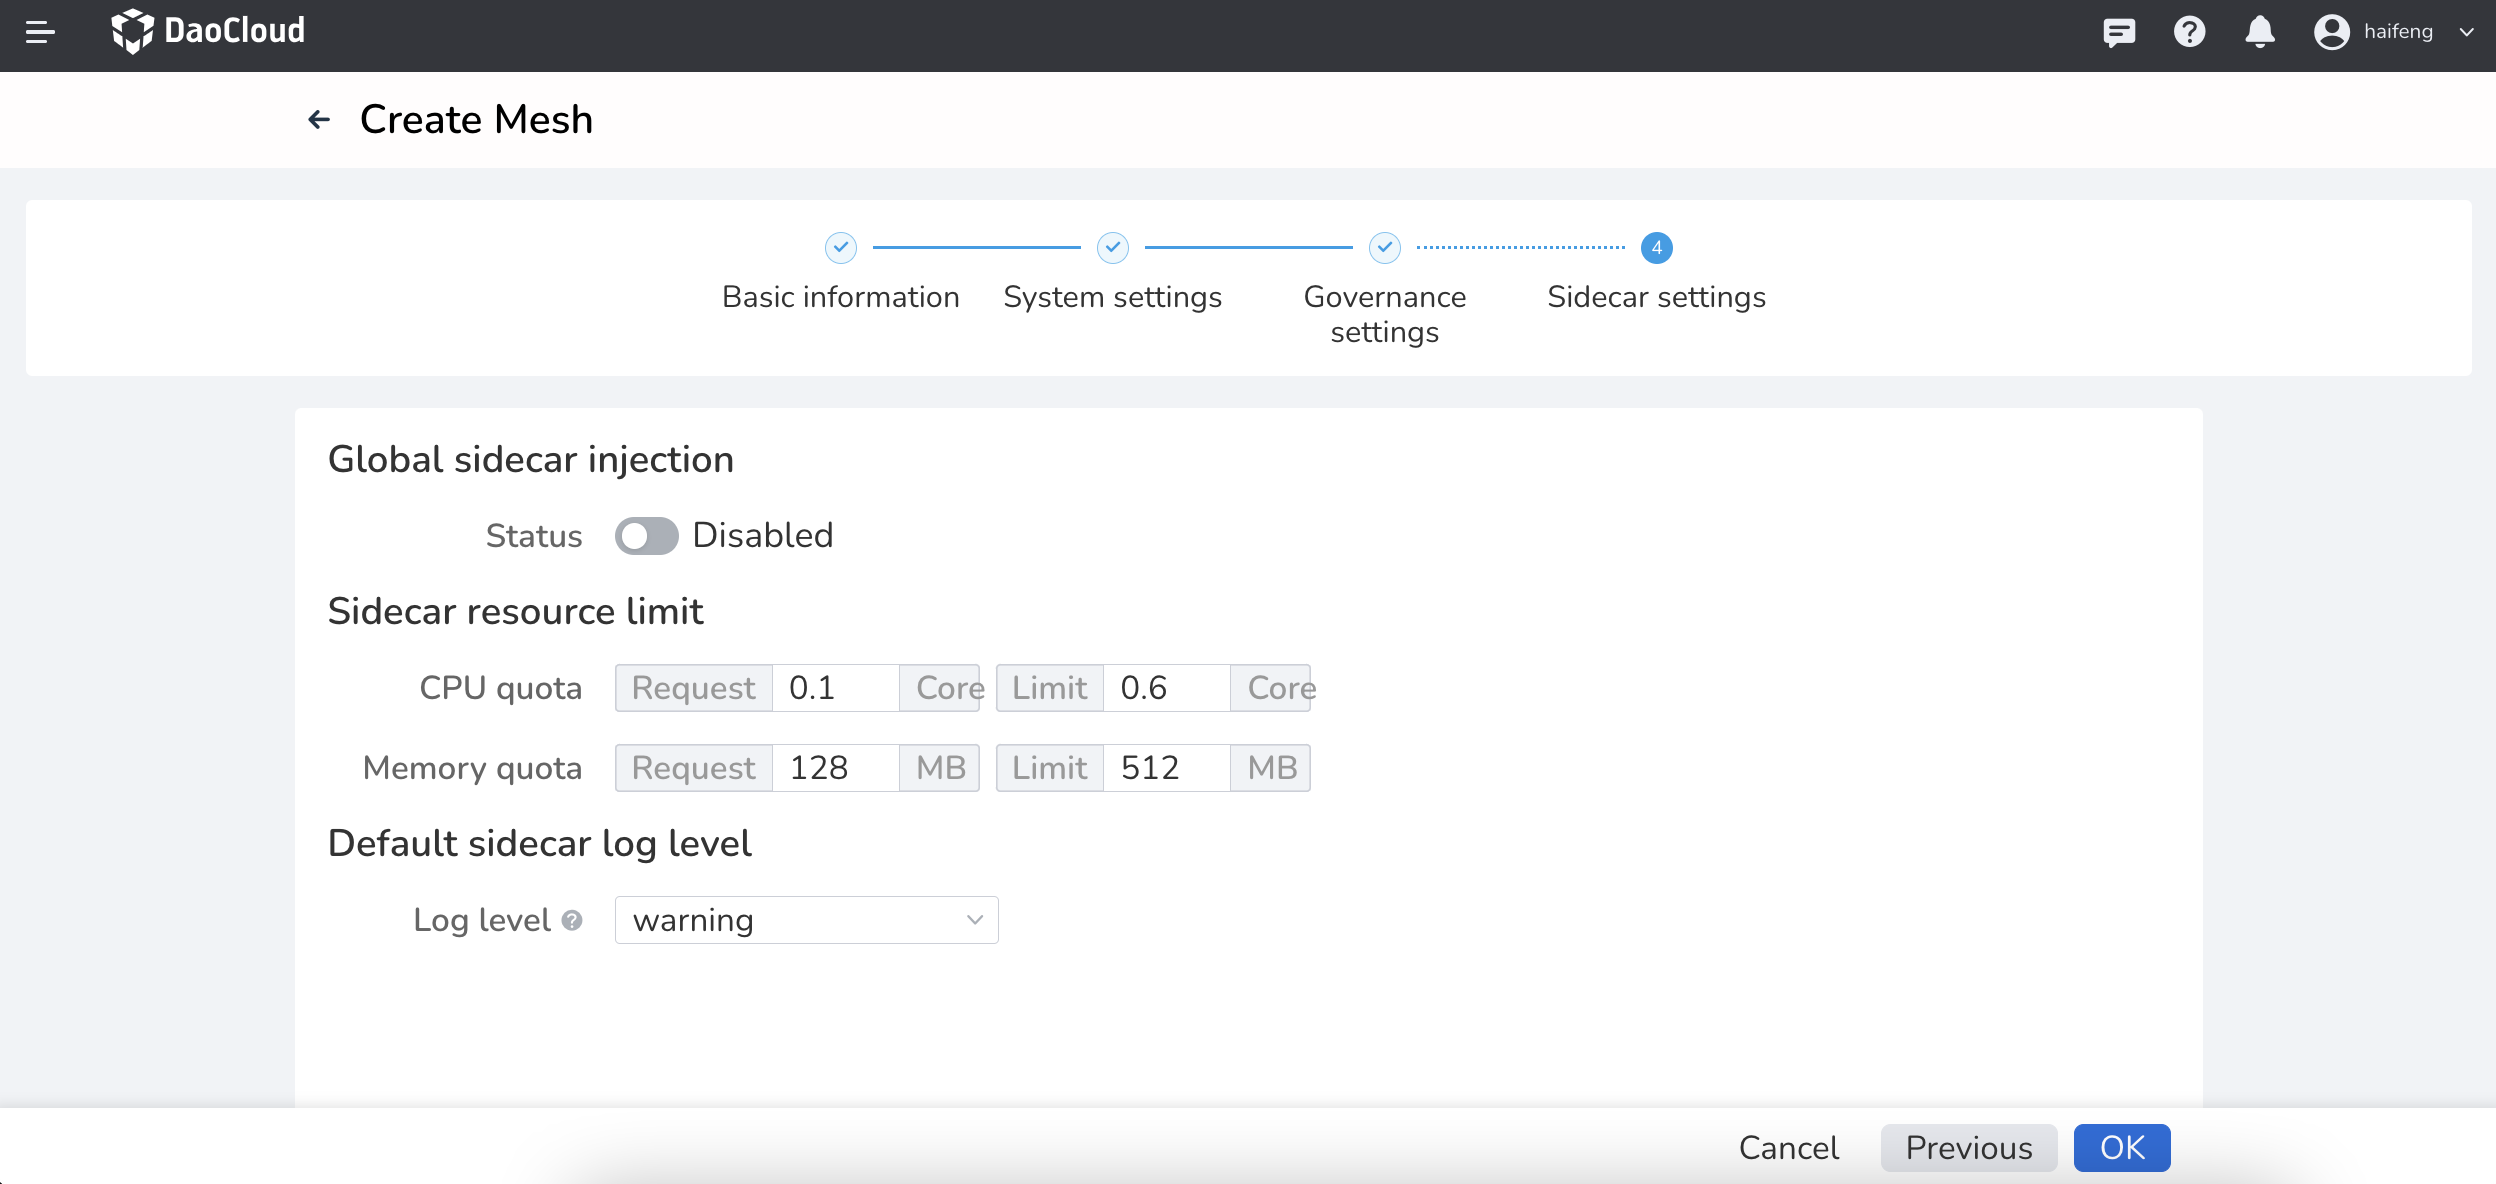 DaoCloud
haifeng
Create Mesh
4
Basic information
System settings
Governance
settings
Sidecar settings
Global sidecar injection
Status Disabled
Sidecar resource limit
CPU quota Request 0.1 Core Limit 0.6 Core
Memory quota Request 128 MB Limit 512 MB
Default sidecar log level
Log level ? warning
Cancel Previous OK